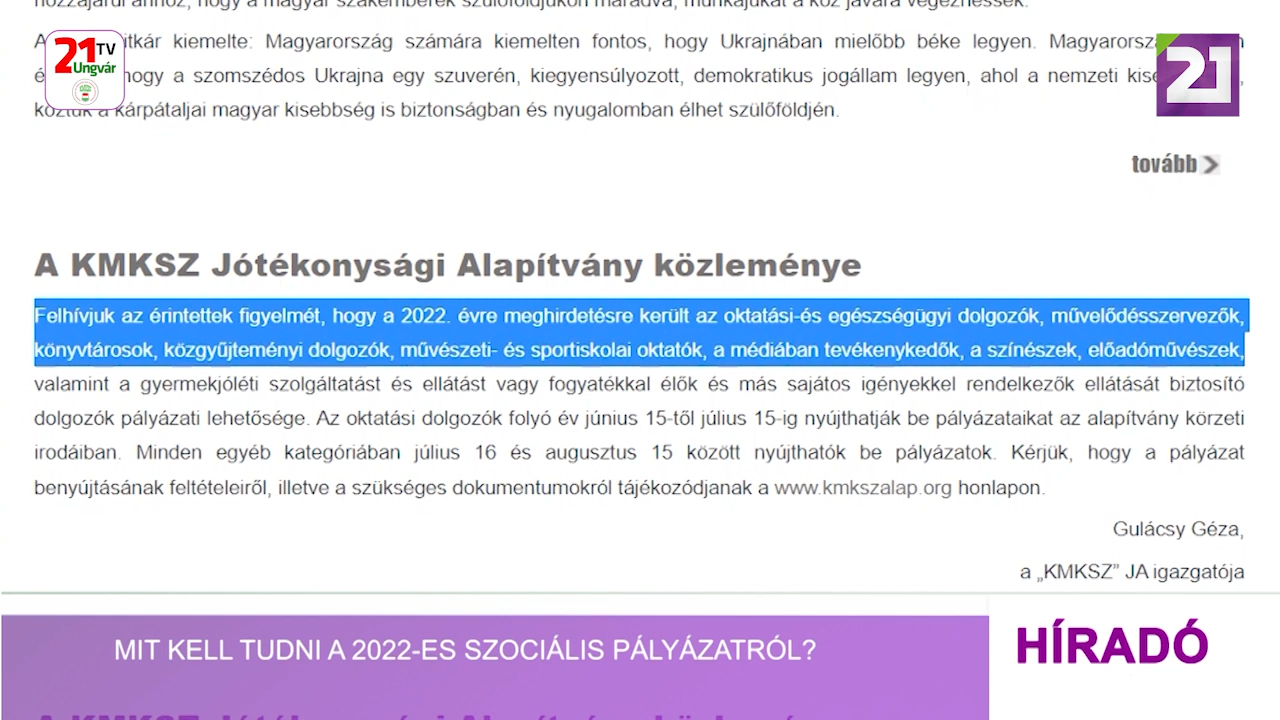 hozzájárul ahhoz, hogy a magyar szakemberek szülőföldjükön maradva, munkájukat a köz javára végezhessék.
kiemelte: Magyarország számára kiemelten fontos, hogy Ukrajnában mielőbb béke legyen.
hogy a szomszédos Ukrajna egy szuverén, kiegyensúlyozott, demokratikus jogállam legyen, ahol a nemzeti
köztük a kárpátaljai magyar kisebbség is biztonságban és nyugalomban élhet szülőföldjén.
21 TV
Ungvár
21
tovább
A KMKSZ Jótékonysági Alapítvány közleménye
Felhívjuk az érintettek figyelmét, hogy a 2022. évre meghirdetésre került az oktatási-és egészségügyi dolgozók, művelődésszervezők,
könyvtárosok, közgyűjteményi dolgozók, művészeti- és sportiskolai oktatók, a médiában tevékenykedők, a színészek, előadóművészek,
valamint a gyermekjóléti szolgáltatást és ellátást vagy fogyatékkal élők és más sajátos igényekkel rendelkezők ellátását biztosító
dolgozók pályázati lehetősége. Az oktatási dolgozók folyó év június 15-től július 15-ig nyújthatják be pályázataikat az alapítvány körzeti
irodáiban. Minden egyéb kategóriában július 16 és augusztus 15 között nyújthatók be pályázatok. Kérjük, hogy a pályázat
benyújtásának feltételeiről, illetve a szükséges dokumentumokról tájékozódjanak a www.kmkszalap.org honlapon.
Gulácsy Géza,
a „KMKSZ” JA igazgatója
MIT KELL TUDNI A 2022-ES SZOCIÁLIS PÁLYÁZATRÓL?
HÍRADÓ